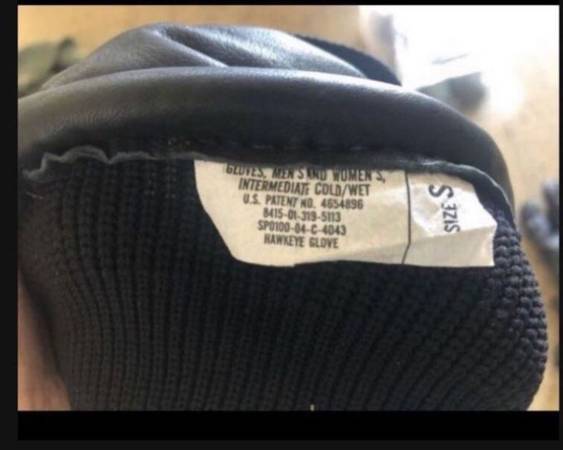 GLOVES, MEN'S AND WOMEN'S,
INTERMEDIATE COLD/WET
U.S. PATENT NO. 4654896
8415-01-319-5113
SPO100-04-C-4043
HAWKEYE GLOVE
SIZE S